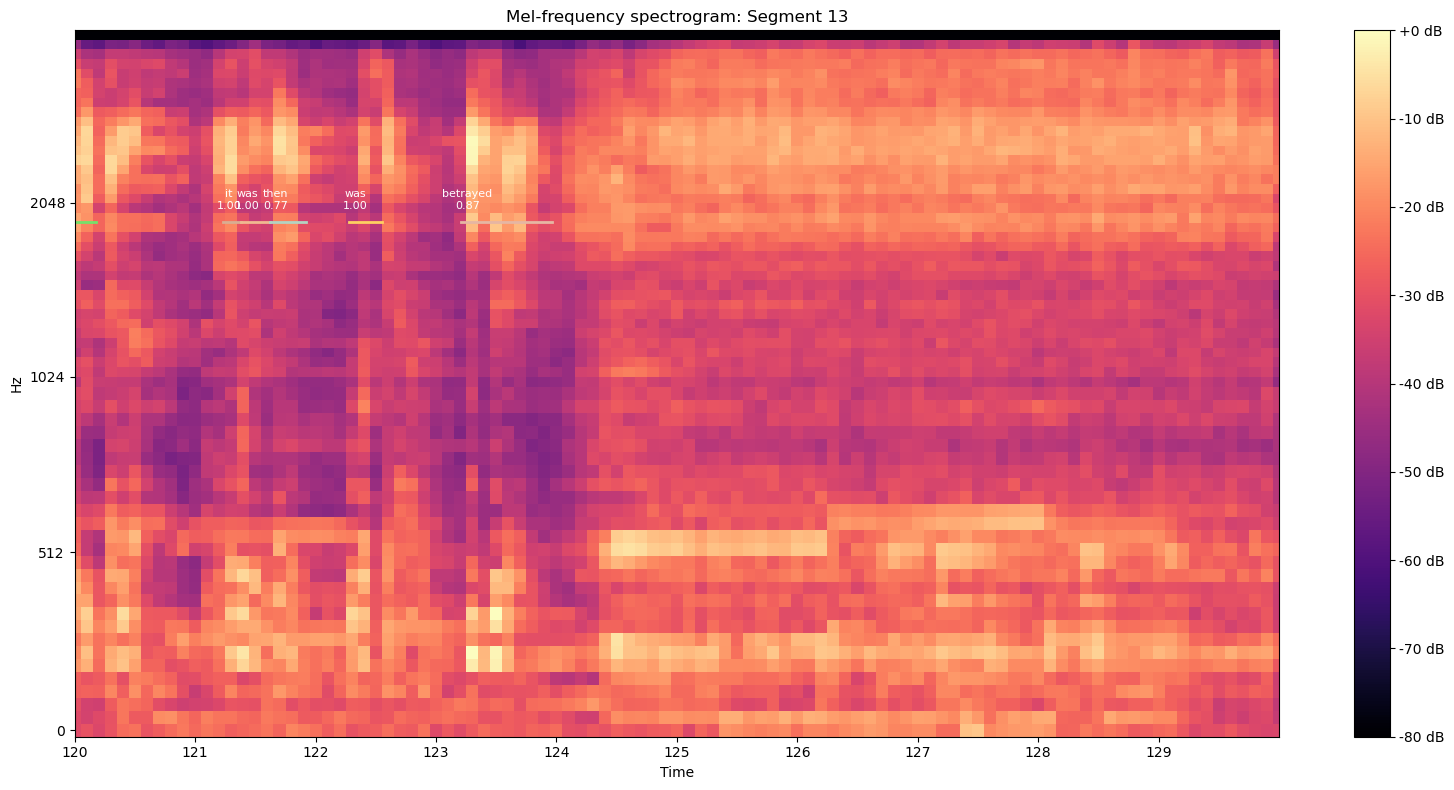 Mel-frequency spectrogram: Segment 13
+0 dB
-10 dB
-20 dB
-30 dB
-40 dB
-50 dB
-60 dB
-70 dB
-80 dB
Hz
2048
1024
512
0
it was then was betrayed
1.00 1.00 0.77 1.00 0.87
120 121 122 123 124 125 126 127 128 129
Time